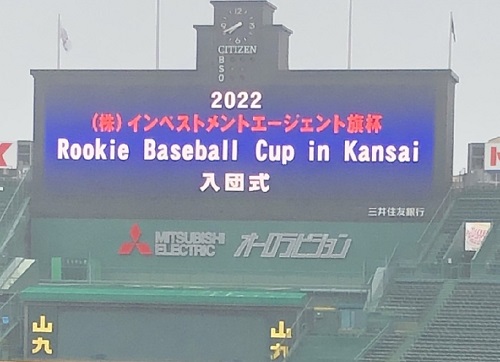 CITIZEN
B
S
O
2022
(株)インベストメントエージェント旗杯
Rookie Baseball Cup in Kansai
入団式
三井住友銀行
MITSUBISHI
ELECTRIC
オーロラビジョン
山九
山九